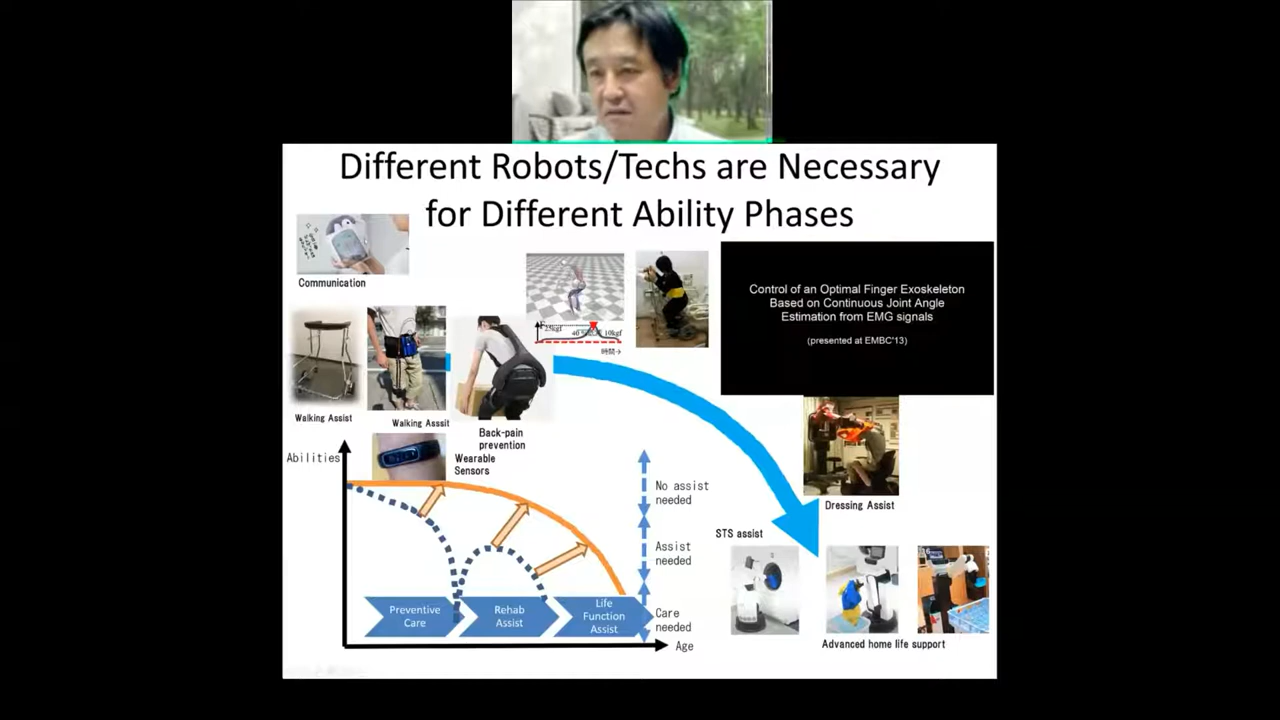 Different Robots/Techs are Necessary
for Different Ability Phases
Communication
Walking Assist
Walking Asssit
Back-pain
prevention
Wearable
Sensors
時間→
Control of an Optimal Finger Exoskeleton
Based on Continuous Joint Angle
Estimation from EMG signals
(presented at EMBC'13)
Dressing Assist
STS assist
Advanced home life support
Abilities
No assist
needed
Assist
needed
Care
needed
Preventive
Care
Rehab
Assist
Life
Function
Assist
Age